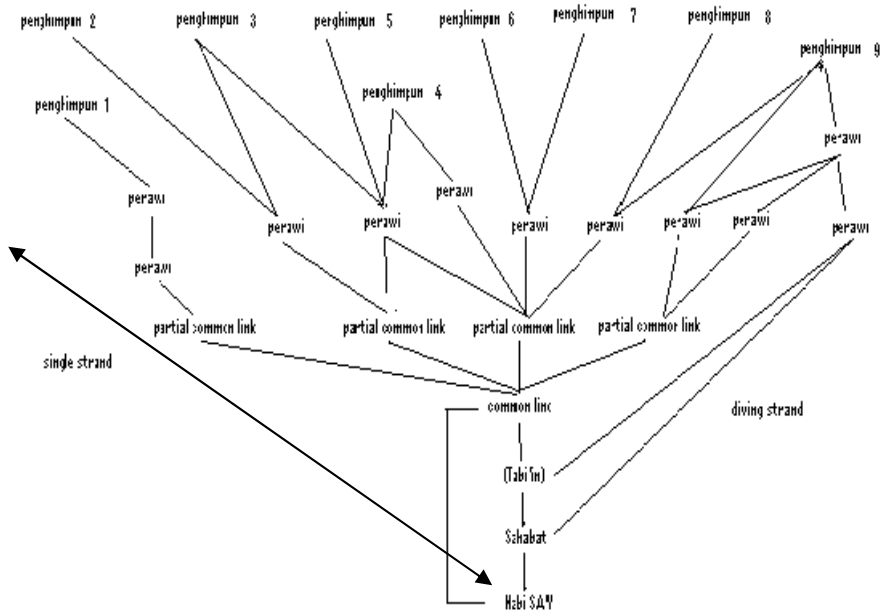 penghimpun 2
penghimpun 3
penghimpun 5
penghimpun 6
penghimpun 7
penghimpun 8
penghimpun 9
penghimpun 1
penghimpun 4
perawi
perawi
perawi
perawi
perawi
perawi
perawi
perawi
perawi
perawi
perawi
partial common link
partial common link
partial common link
partial common link
single strand
common link
diving strand
(Tabi'in)
Sahabat
Nabi SAW